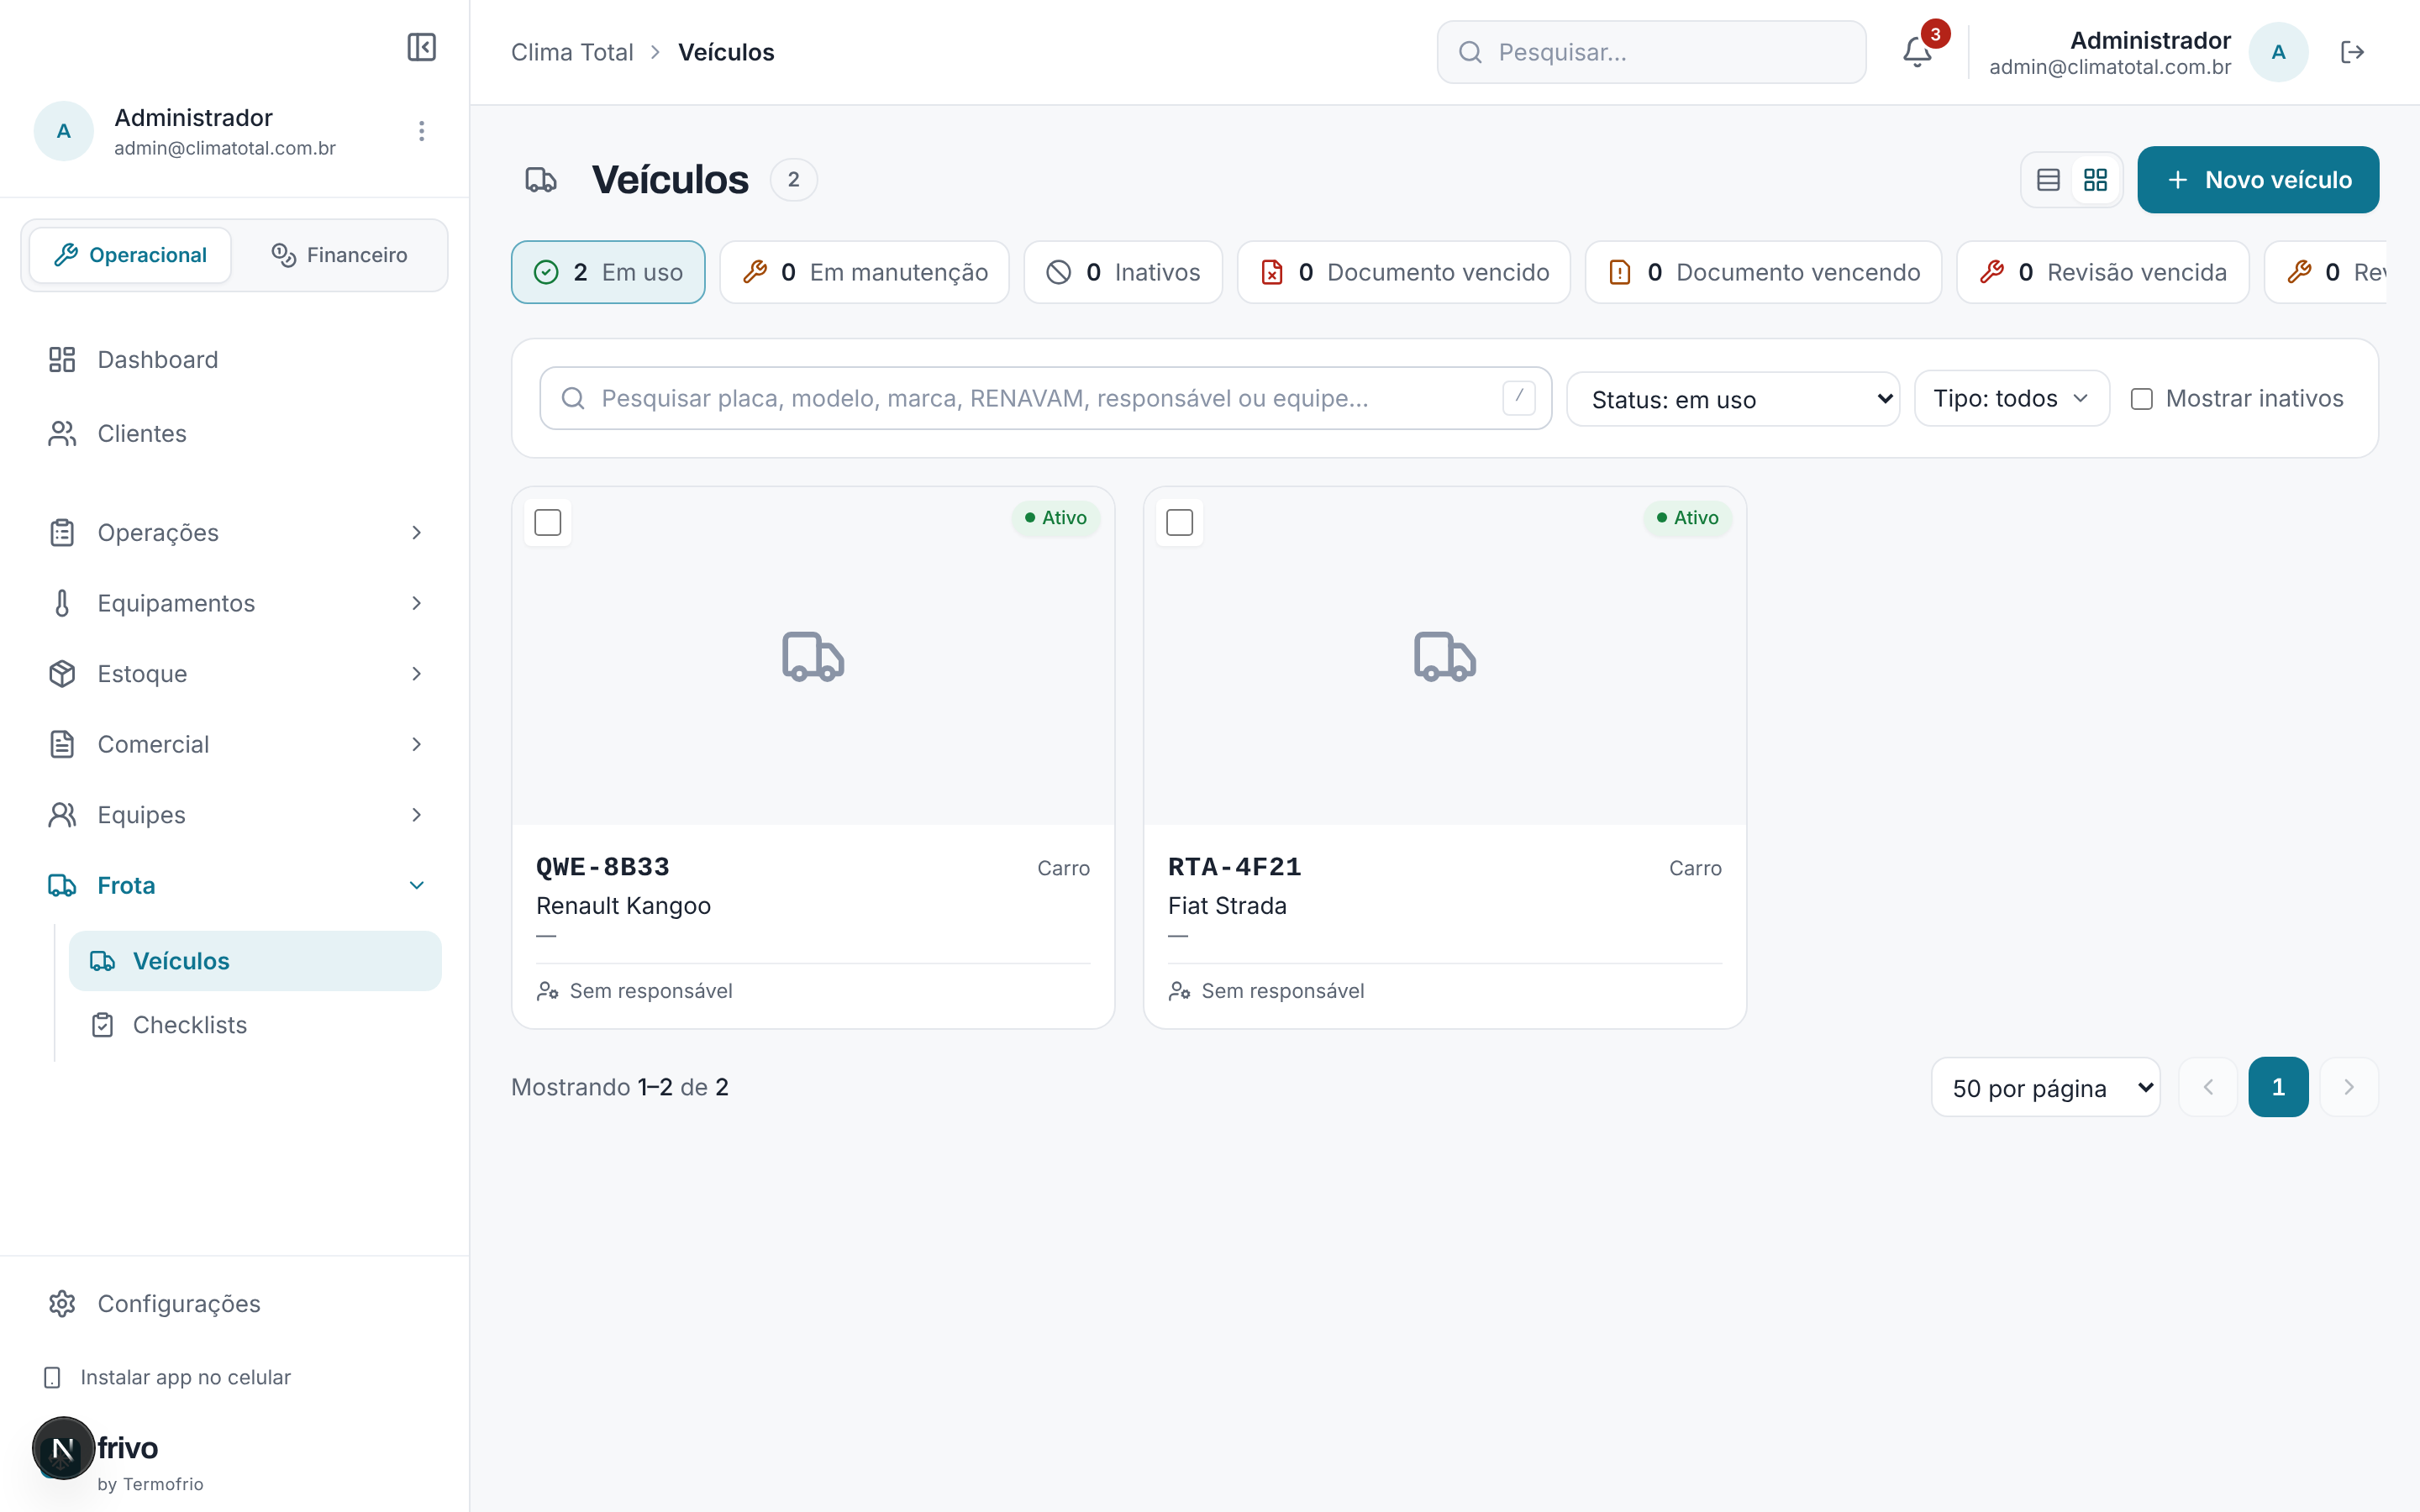 Clima Total > Veículos
Pesquisar...
3
Administrador
admin@climatotal.com.br
A
A
Administrador
admin@climatotal.com.br
Operacional
Financeiro
Dashboard
Clientes
Operações
Equipamentos
Estoque
Comercial
Equipes
Frota
Veículos
Checklists
Configurações
Instalar app no celular
N
frivo
by Termofrio
Veículos 2
+ Novo veículo
2 Em uso
0 Em manutenção
0 Inativos
0 Documento vencido
0 Documento vencendo
0 Revisão vencida
0 Rev
Pesquisar placa, modelo, marca, RENAVAM, responsável ou equipe...
/
Status: em uso
Tipo: todos
Mostrar inativos
Ativo
QWE-8B33
Carro
Renault Kangoo
—
Sem responsável
Ativo
RTA-4F21
Carro
Fiat Strada
—
Sem responsável
Mostrando 1–2 de 2
50 por página
1